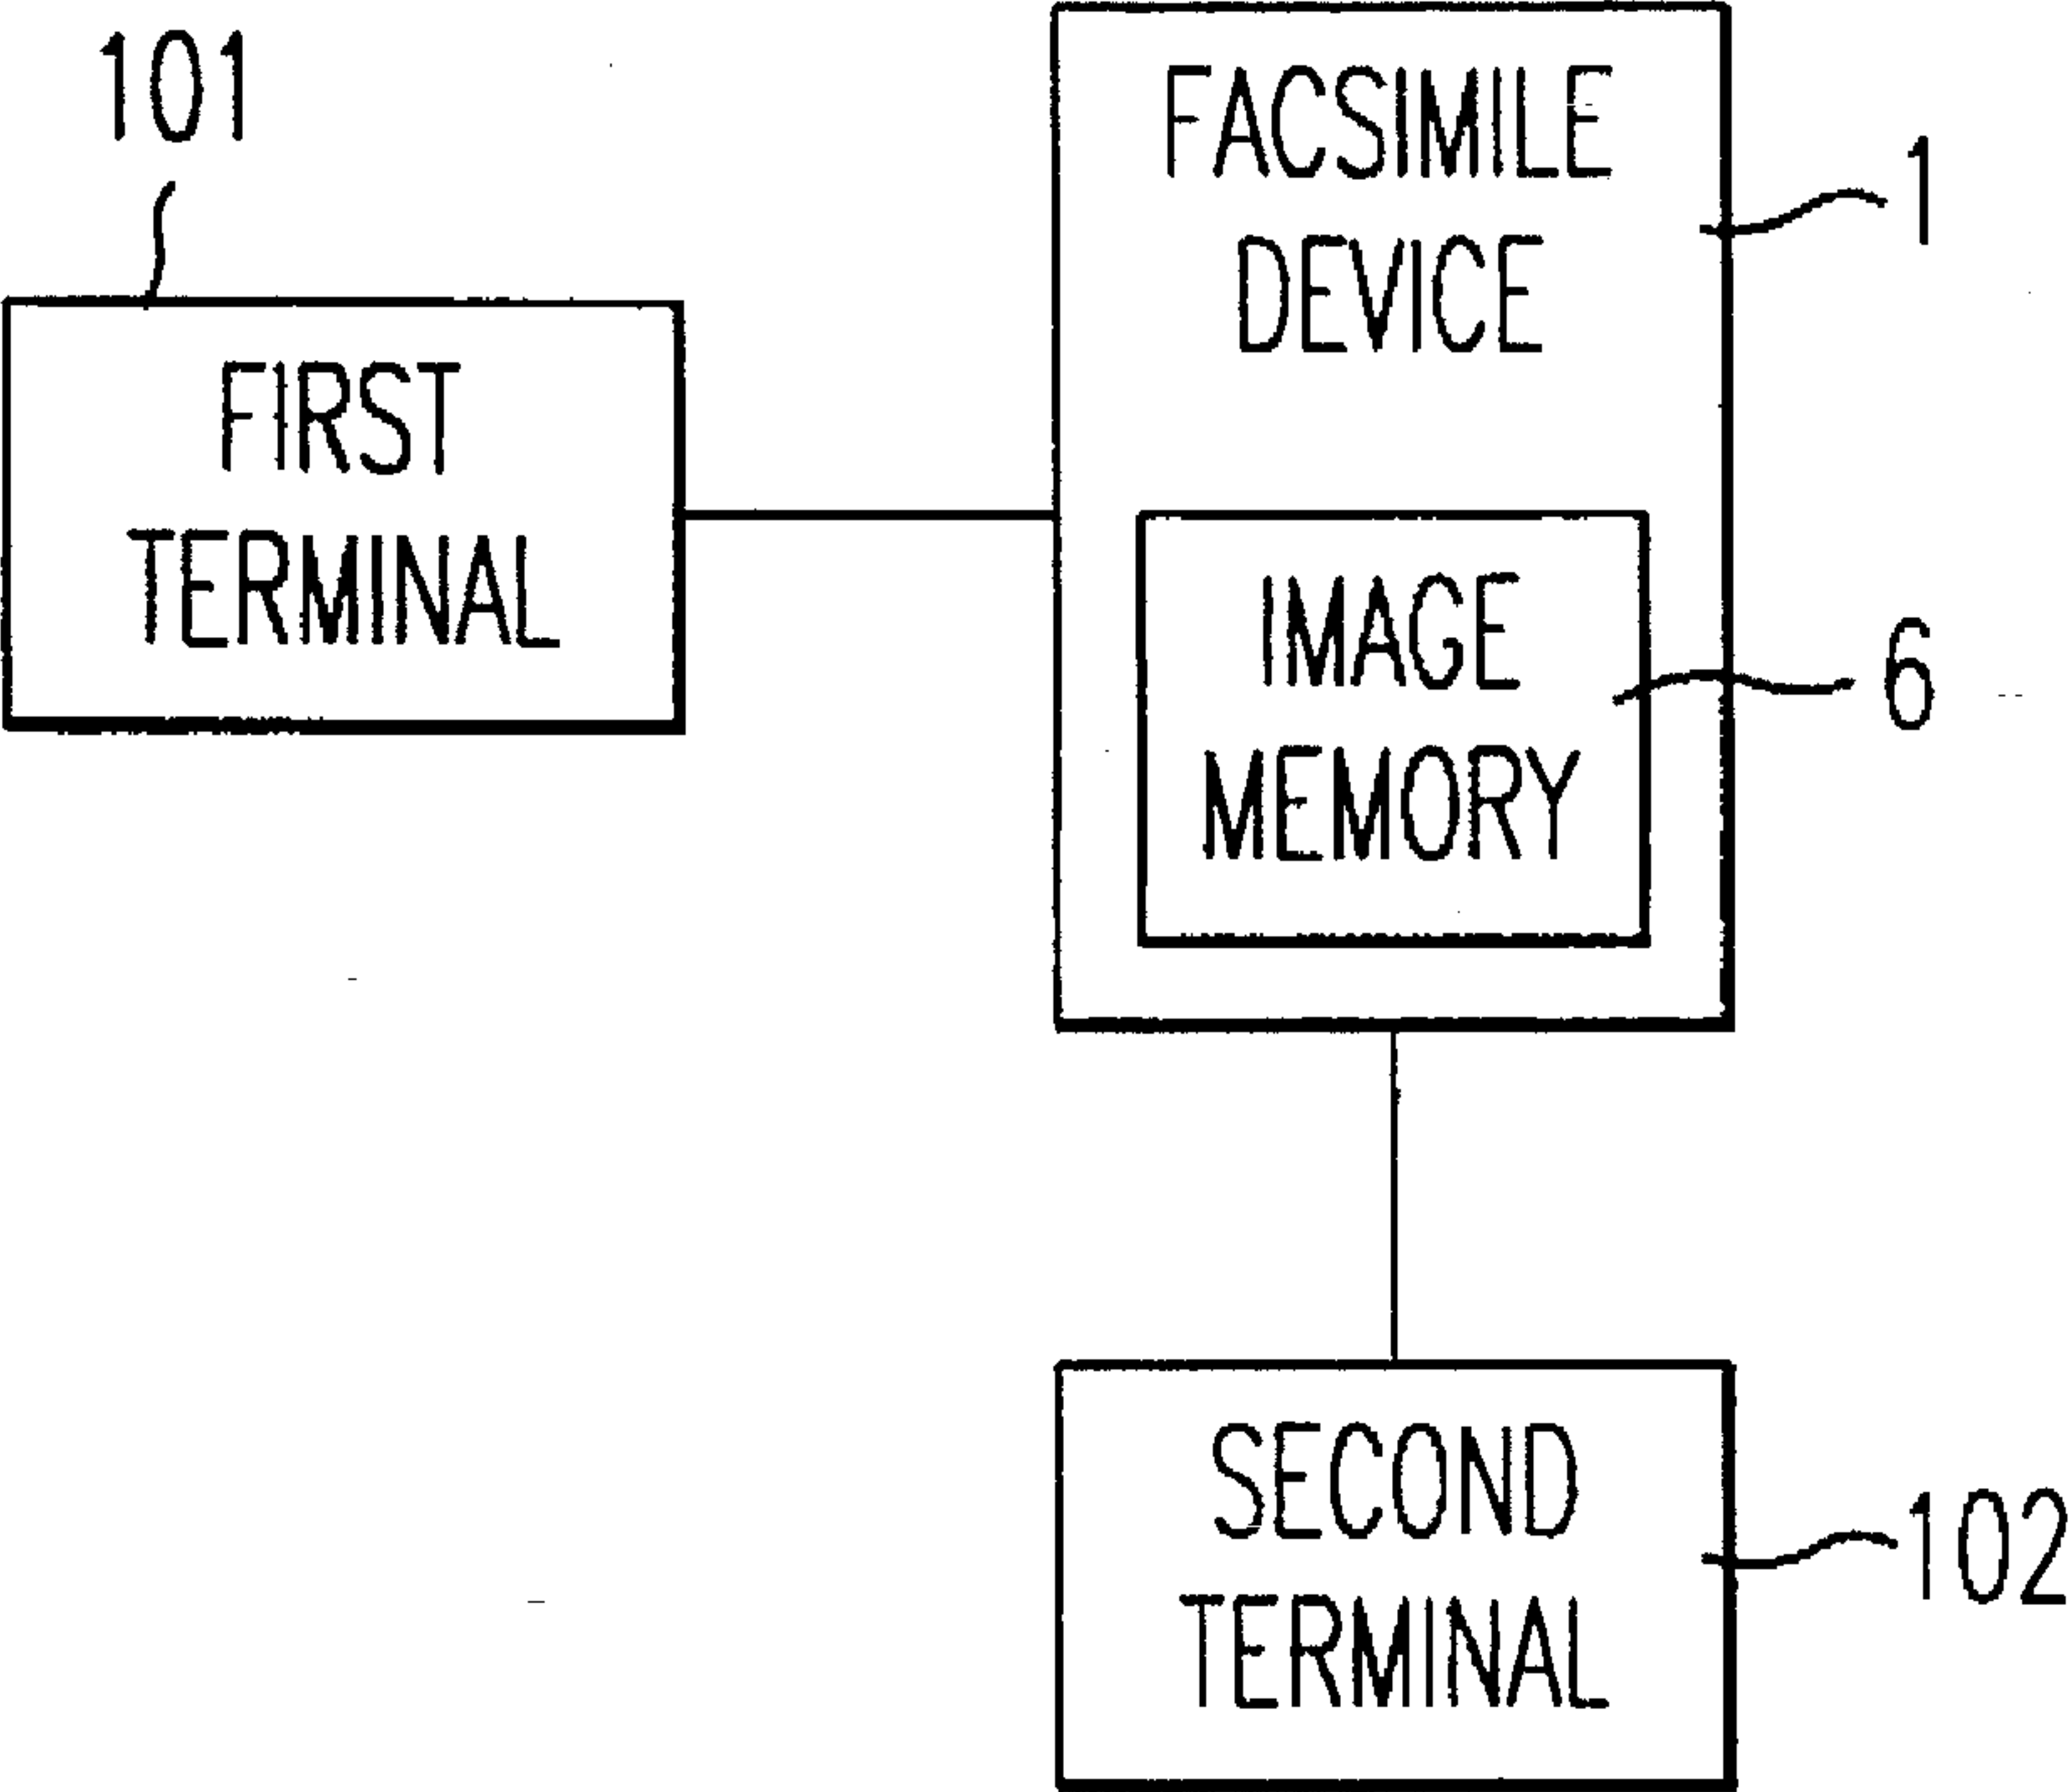 101
FACSIMILE
DEVICE
1
FIRST
TERMINAL
IMAGE
MEMORY
6
SECOND
TERMINAL
102